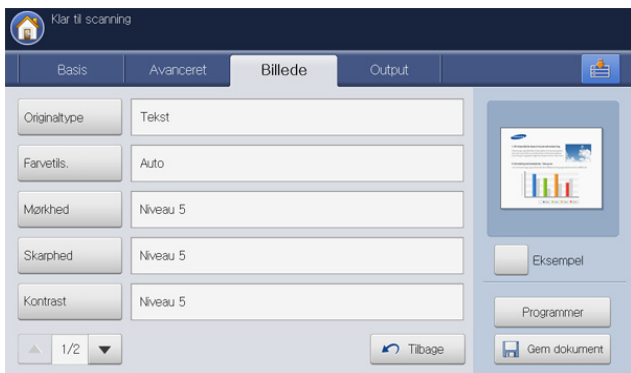 Klar til scanning
Basis
Avanceret
Billede
Output
Originaltype
Tekst
Farvetils.
Auto
Mørkhed
Niveau 5
Skarphed
Niveau 5
Kontrast
Niveau 5
1/2
Tilbage
Eksempel
Programmer
Gem dokument